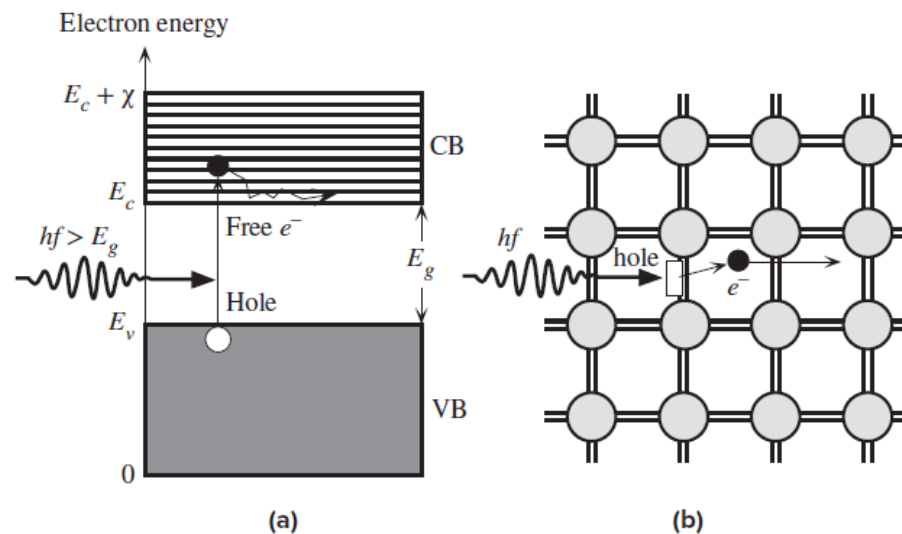 Electron energy
E_c + χ
CB
E_c
Free e⁻
hf > E_g
E_g
Hole
E_v
VB
0
(a)
hf
hole
e⁻
(b)